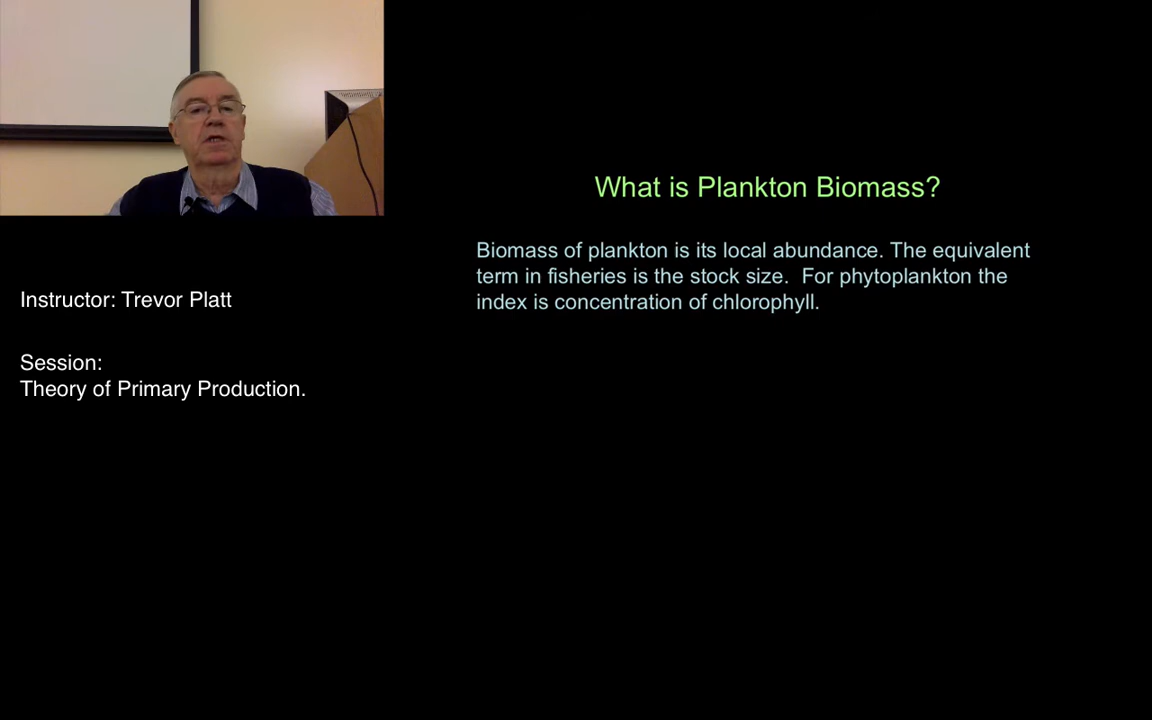 What is Plankton Biomass?
Biomass of plankton is its local abundance. The equivalent
term in fisheries is the stock size.  For phytoplankton the
index is concentration of chlorophyll.
Instructor: Trevor Platt
Session:
Theory of Primary Production.